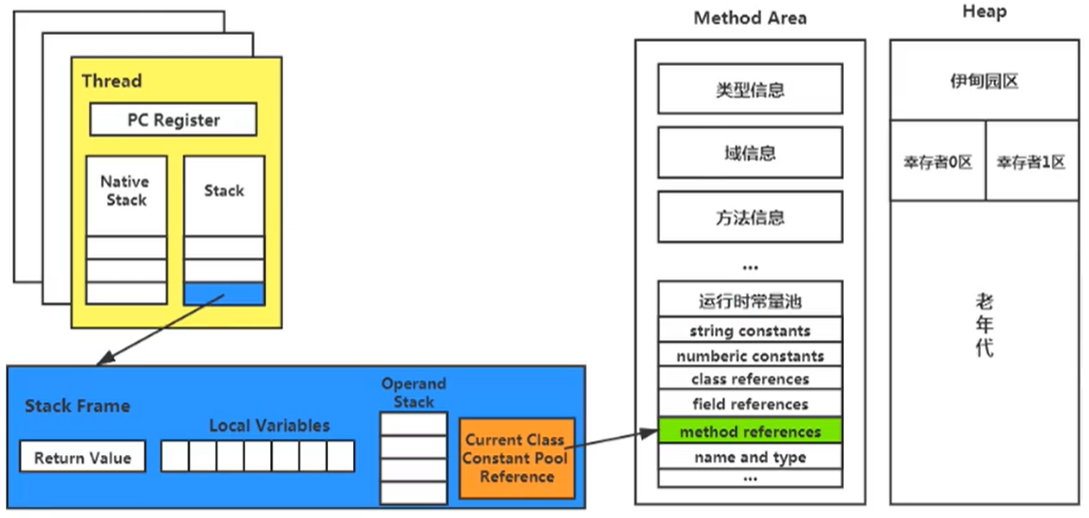 Thread
PC Register
Native
Stack
Stack
Stack Frame
Return Value
Local Variables
Operand
Stack
Current Class
Constant Pool
Reference
Method Area
类型信息
域信息
方法信息
...
运行时常量池
string constants
numberic constants
class references
field references
method references
name and type
...
Heap
伊甸园区
幸存者0区
幸存者1区
老
年
代